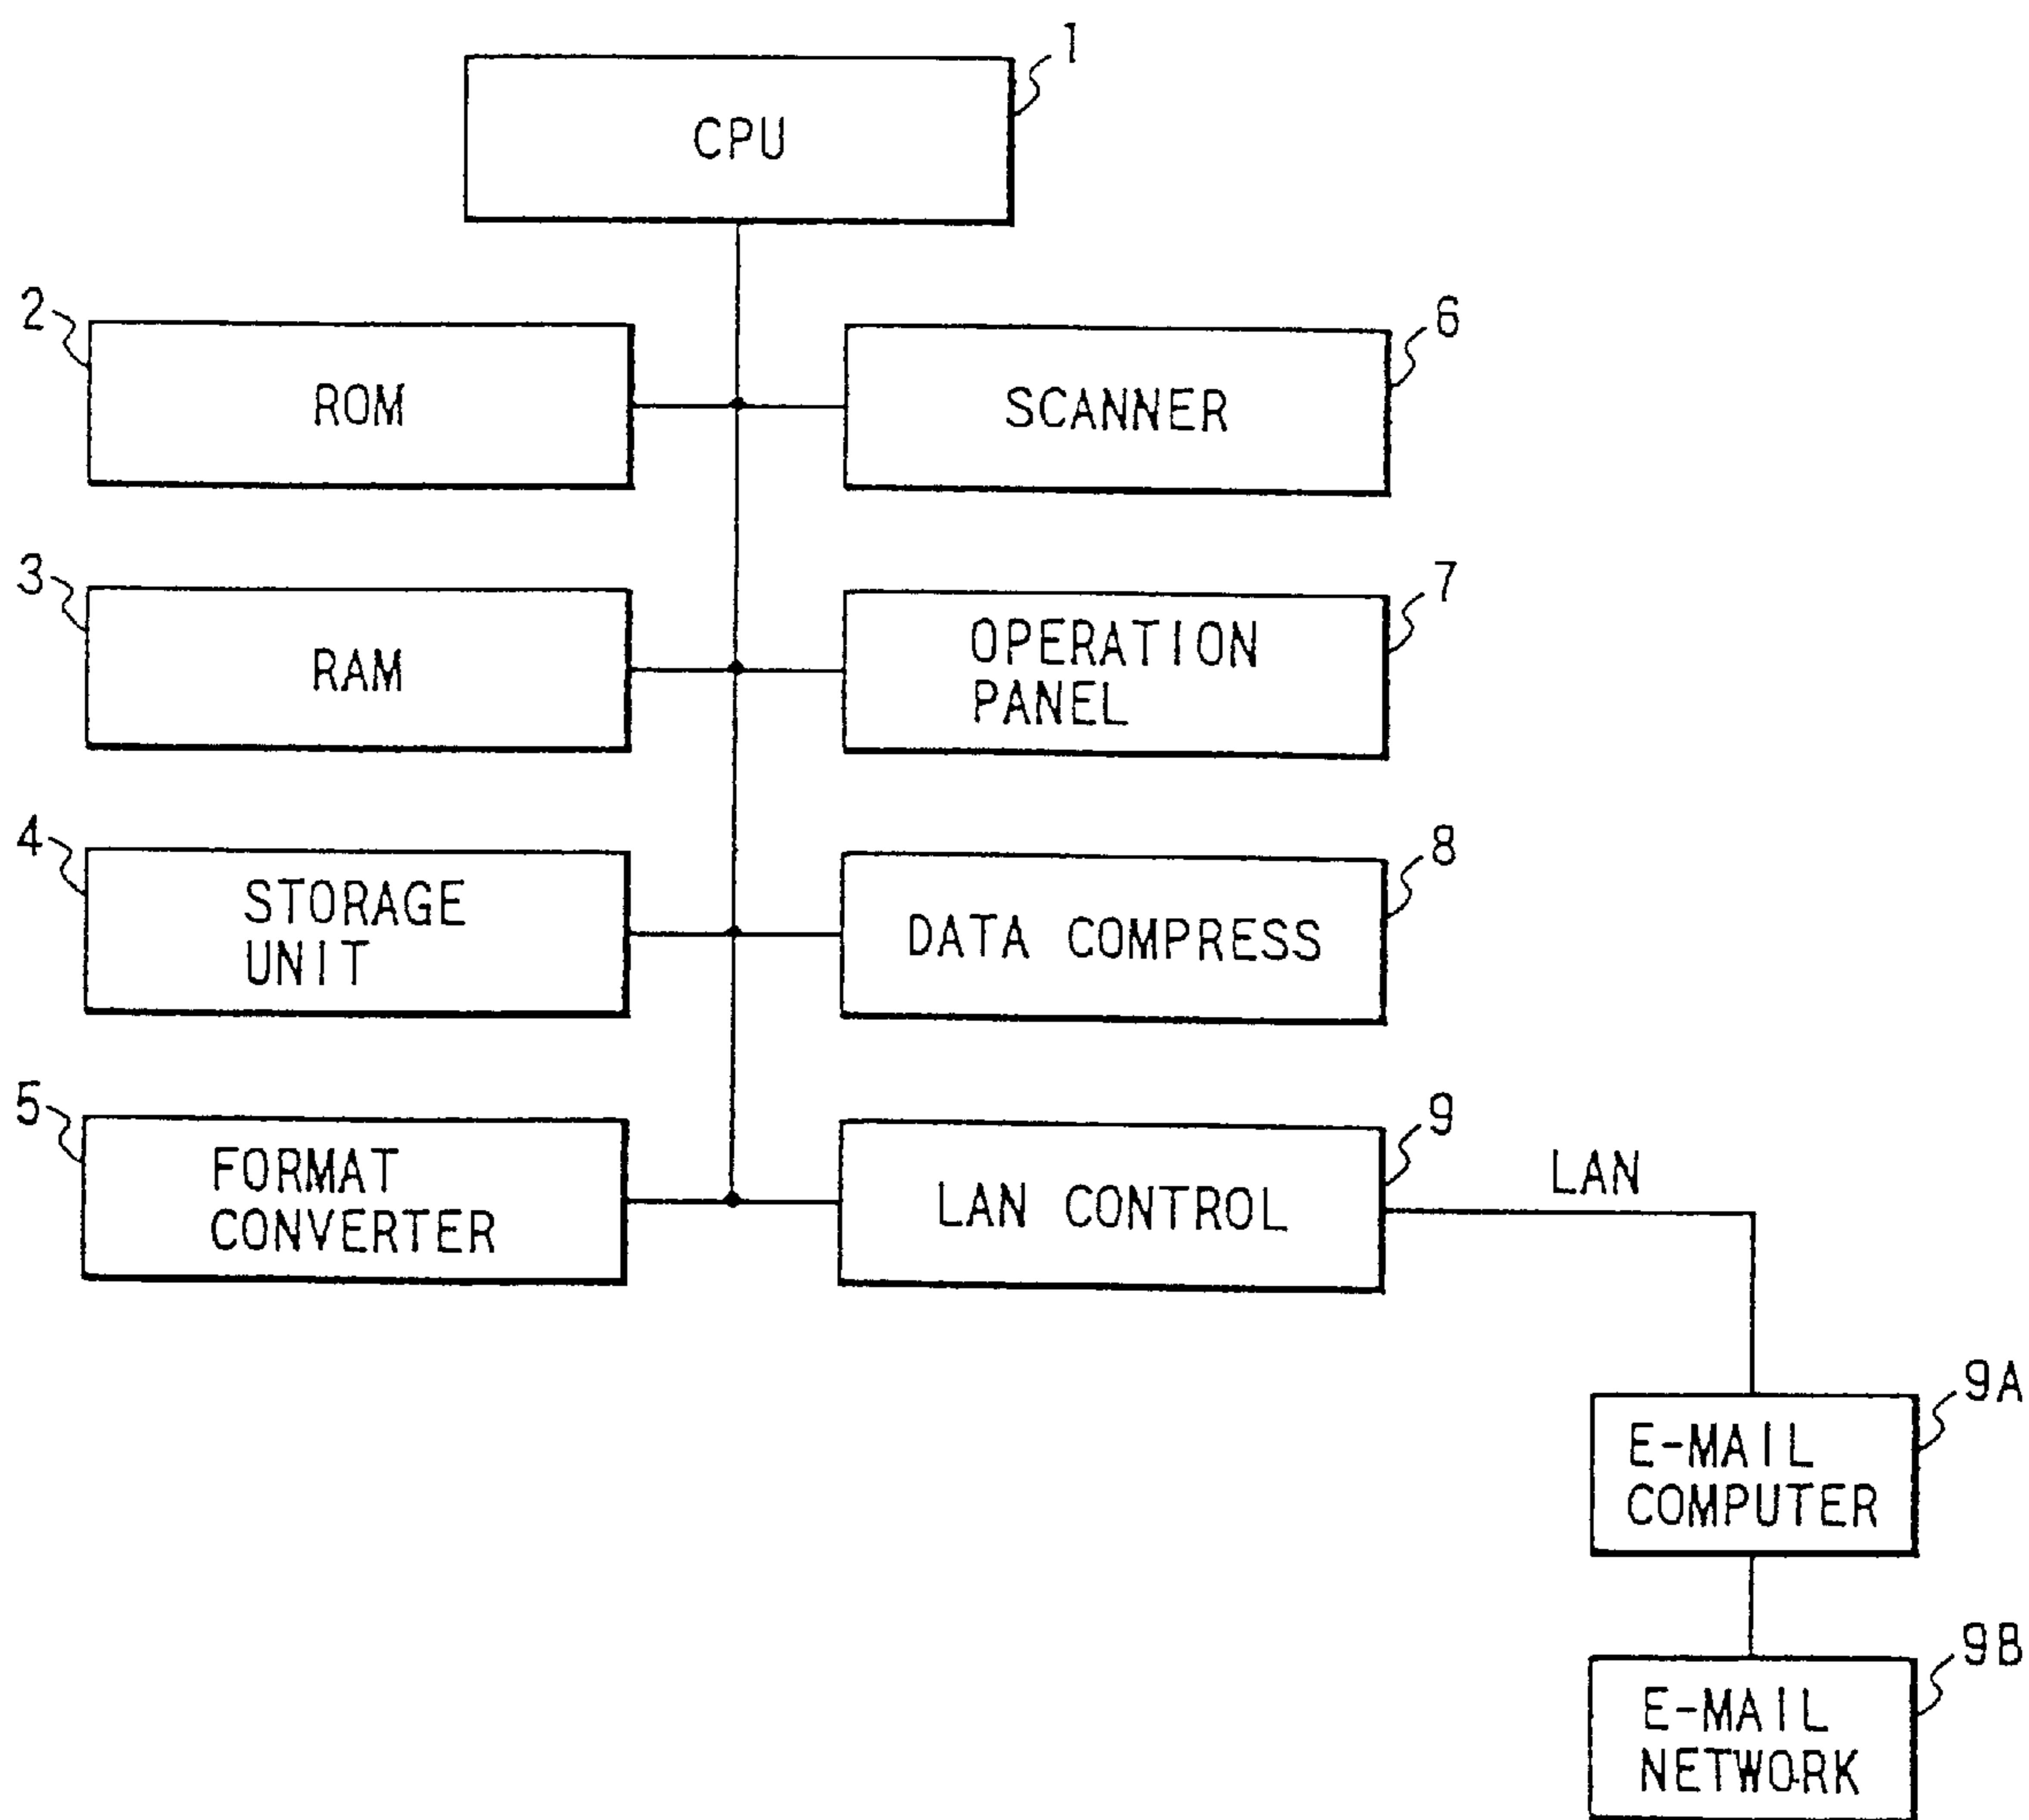 1
CPU
2
ROM
6
SCANNER
3
RAM
7
OPERATION
PANEL
4
STORAGE
UNIT
8
DATA COMPRESS
5
FORMAT
CONVERTER
9
LAN CONTROL
LAN
9A
E-MAIL
COMPUTER
9B
E-MAIL
NETWORK